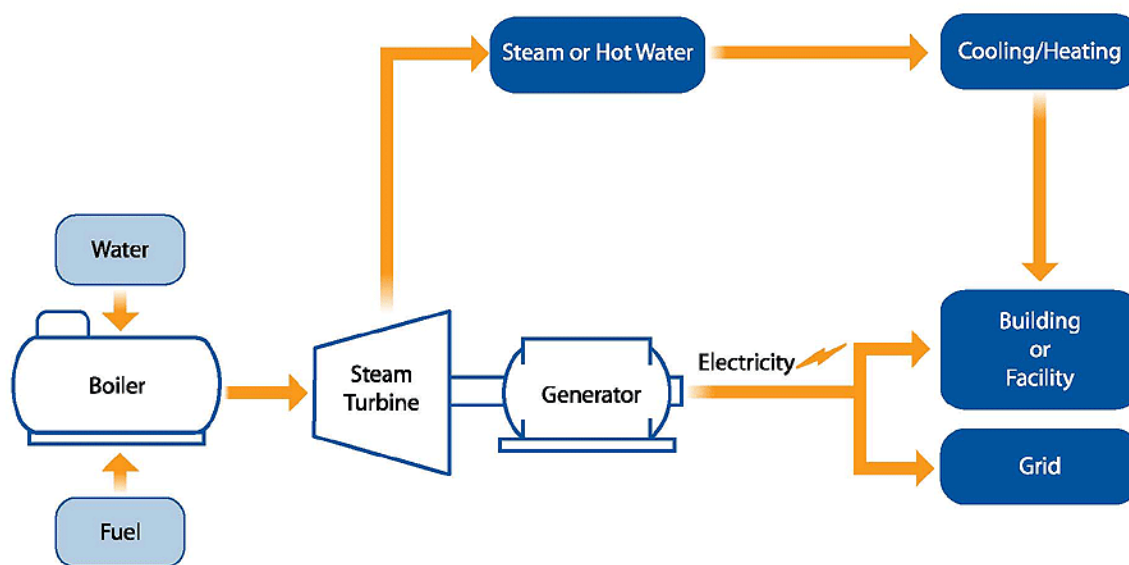 Steam or Hot Water
Cooling/Heating
Water
Boiler
Fuel
Steam
Turbine
Generator
Electricity
Building
or
Facility
Grid